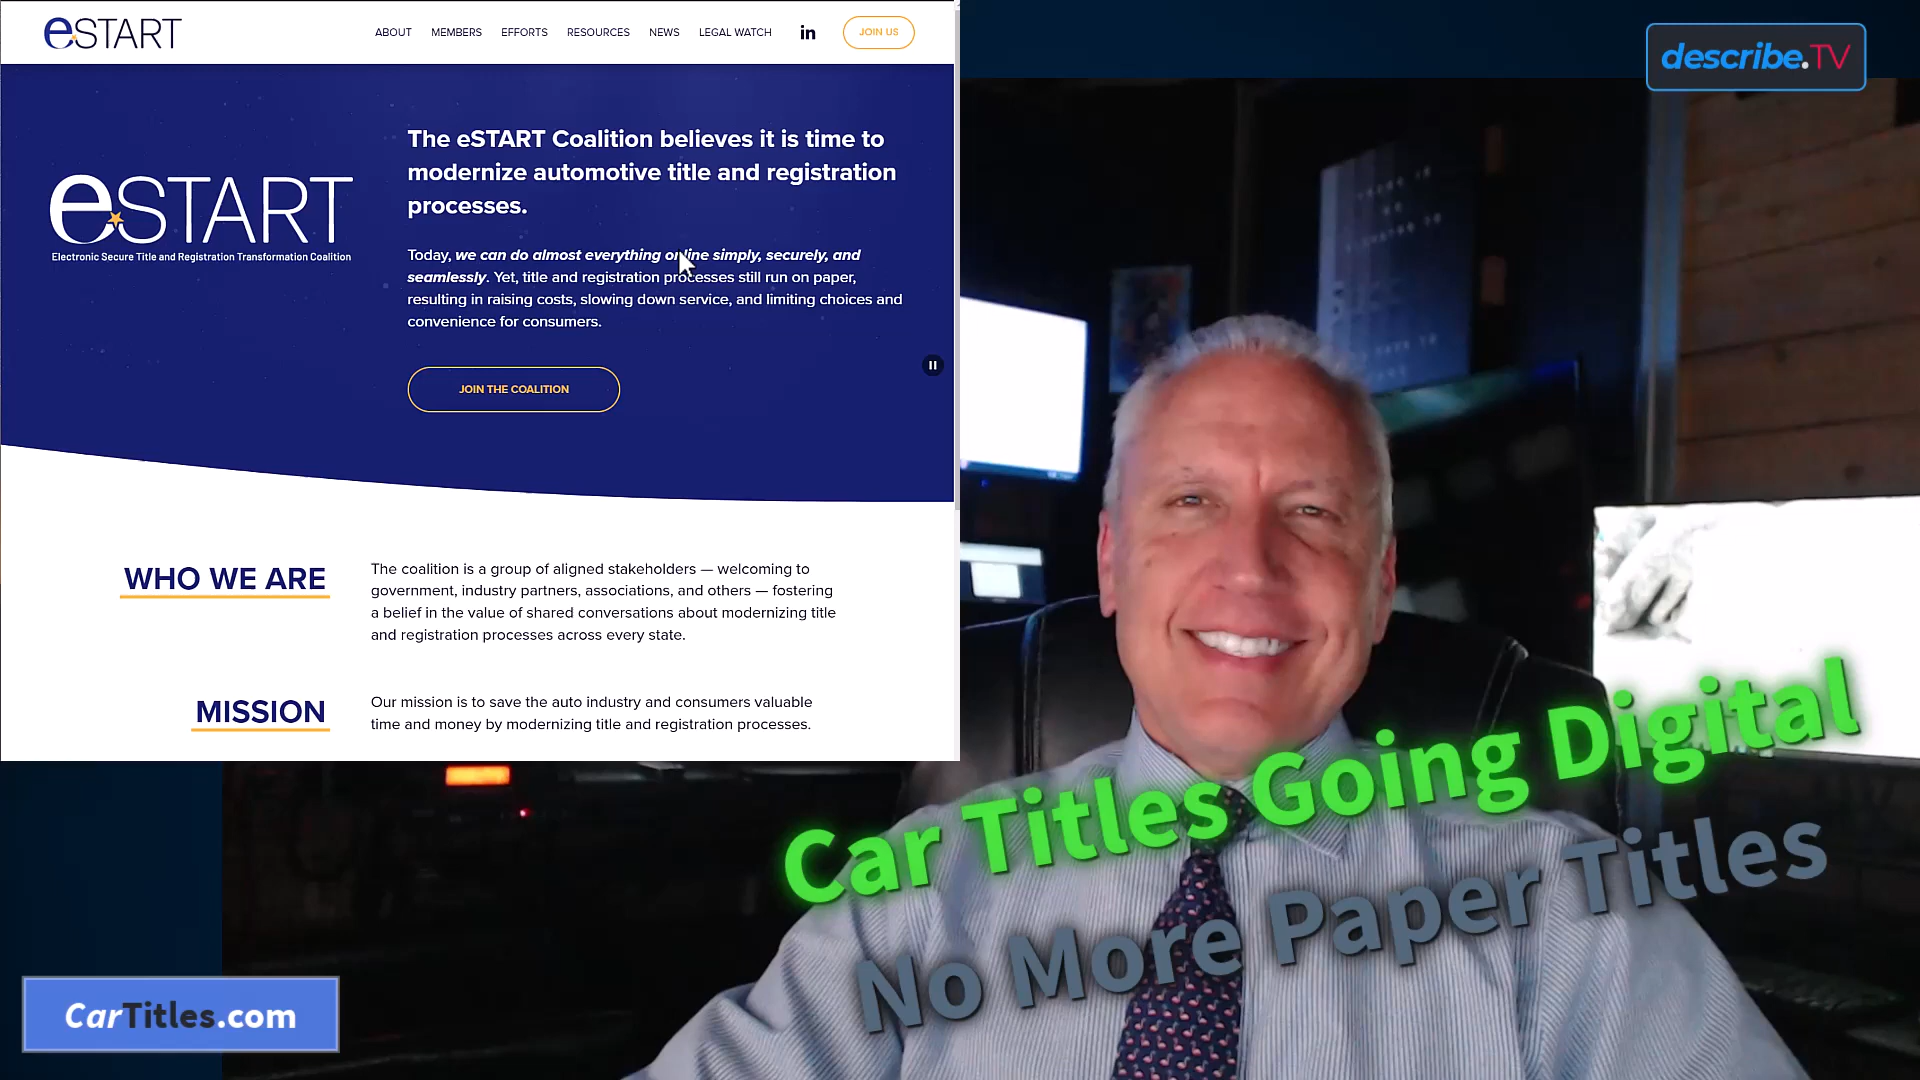 eSTART
ABOUT MEMBERS EFFORTS RESOURCES NEWS LEGAL WATCH in JOIN US
describe.TV
eSTART
Electronic Secure Title and Registration Transformation Coalition
The eSTART Coalition believes it is time to
modernize automotive title and registration
processes.
Today, we can do almost everything online simply, securely, and
seamlessly. Yet, title and registration processes still run on paper,
resulting in raising costs, slowing down service, and limiting choices and
convenience for consumers.
JOIN THE COALITION
WHO WE ARE
The coalition is a group of aligned stakeholders — welcoming to
government, industry partners, associations, and others — fostering
a belief in the value of shared conversations about modernizing title
and registration processes across every state.
MISSION
Our mission is to save the auto industry and consumers valuable
time and money by modernizing title and registration processes.
Car Titles Going Digital
No More Paper Titles
CarTitles.com